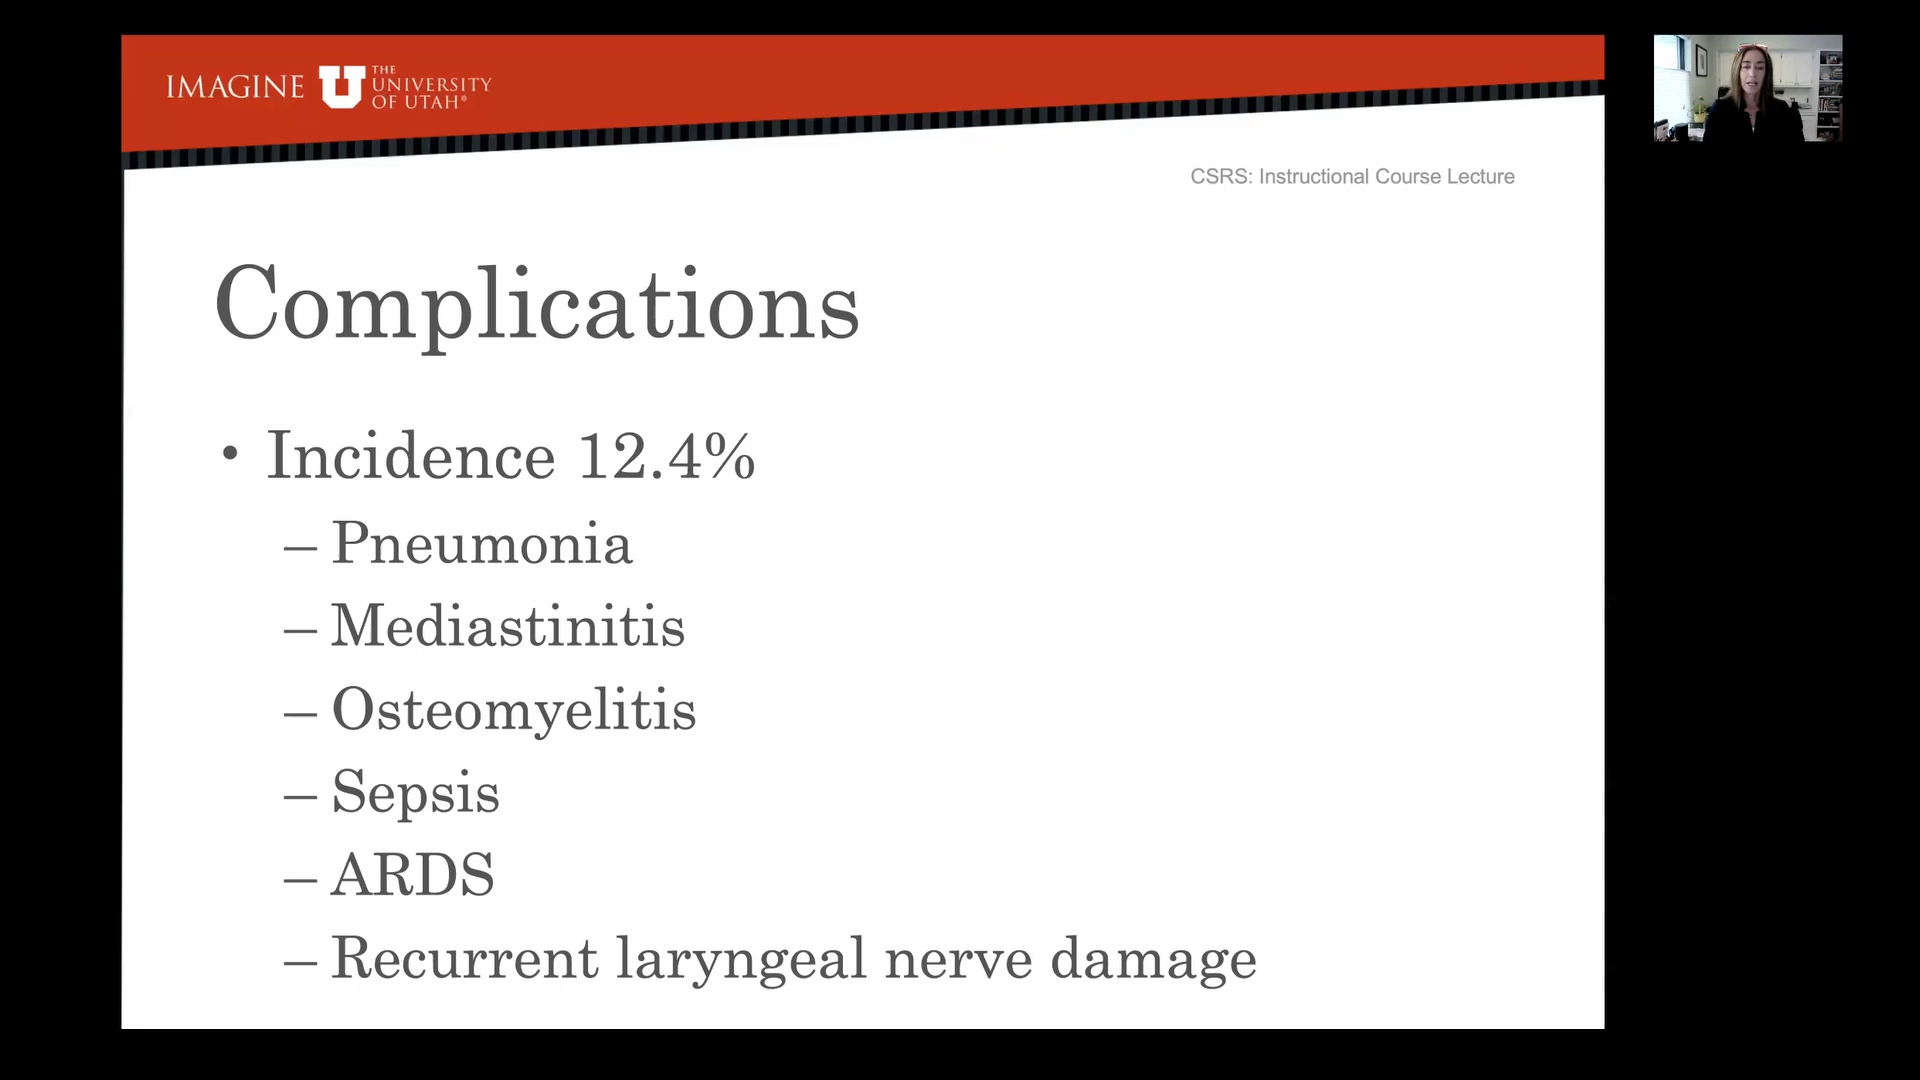 IMAGINE U THE UNIVERSITY OF UTAH®
CSRS: Instructional Course Lecture
Complications
• Incidence 12.4%
– Pneumonia
– Mediastinitis
– Osteomyelitis
– Sepsis
– ARDS
– Recurrent laryngeal nerve damage